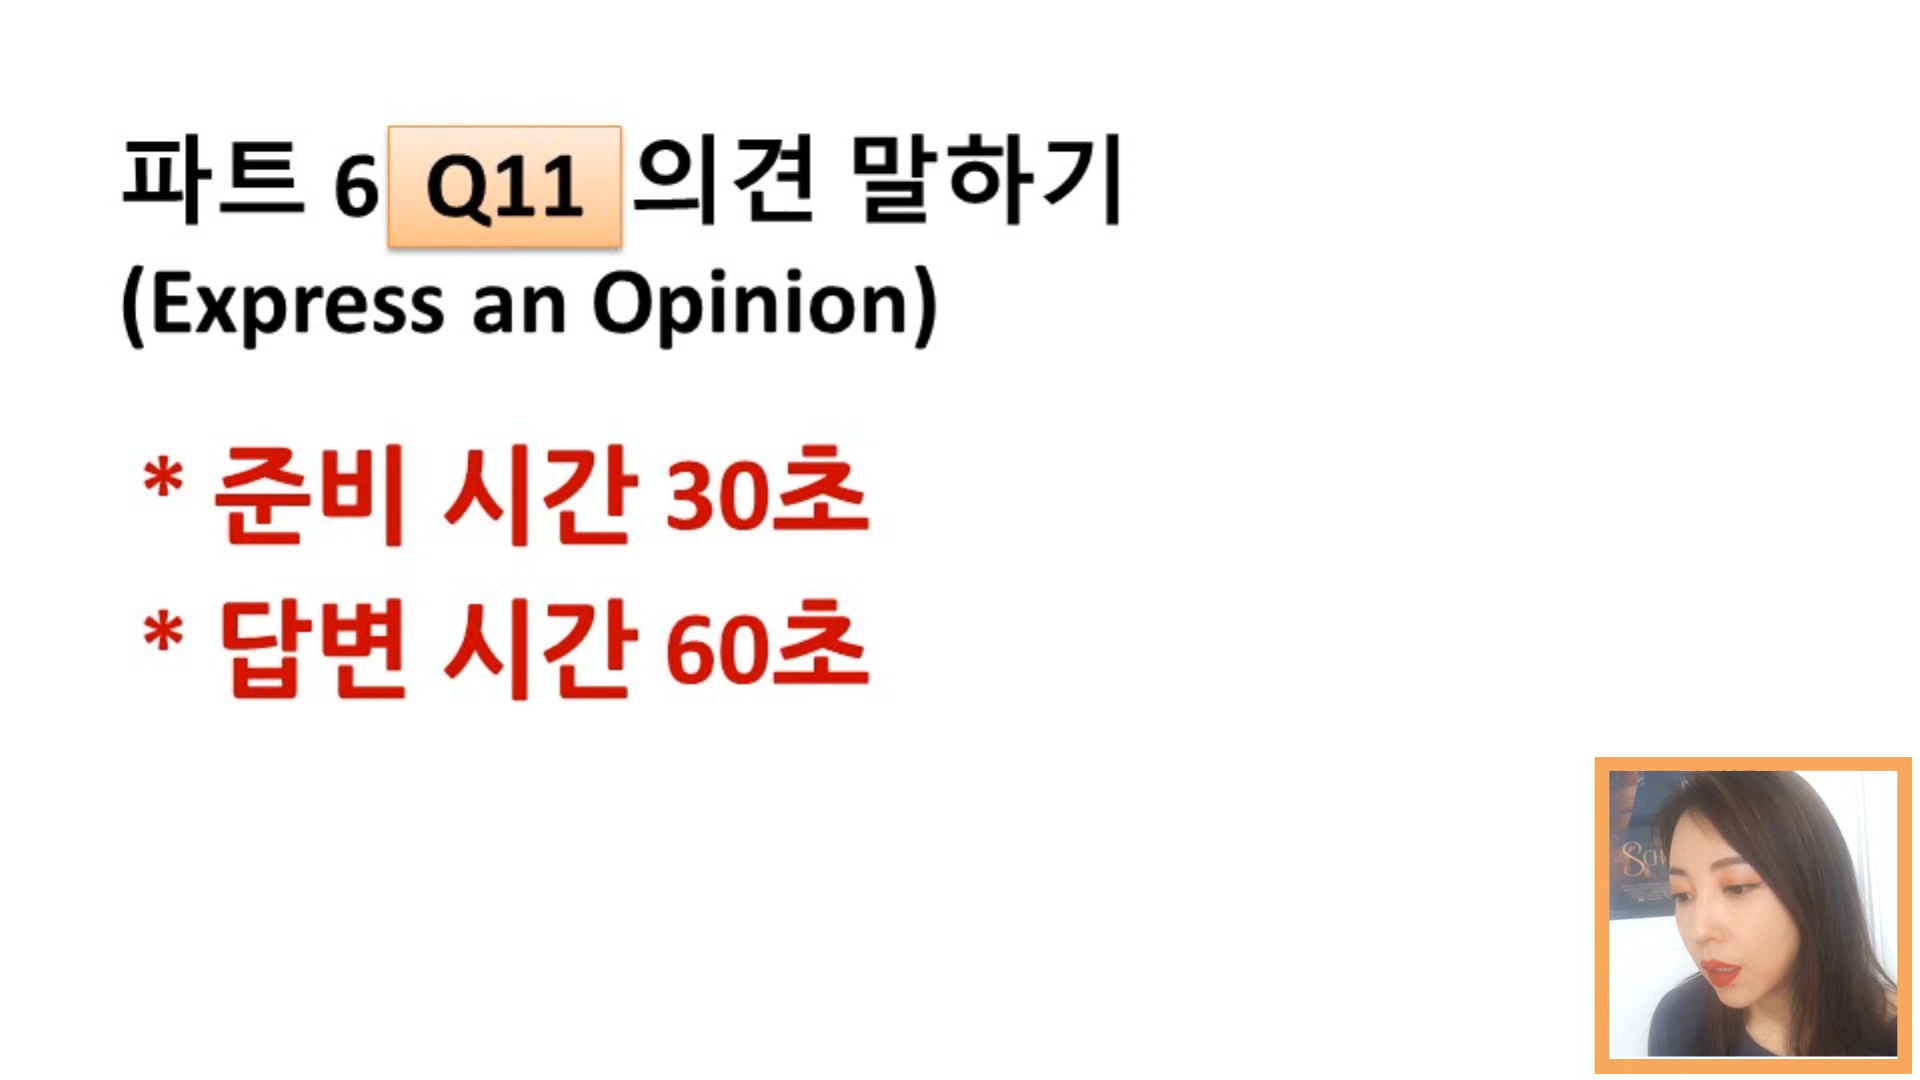 파트 6 Q11 의견 말하기
(Express an Opinion)
* 준비 시간 30초
* 답변 시간 60초